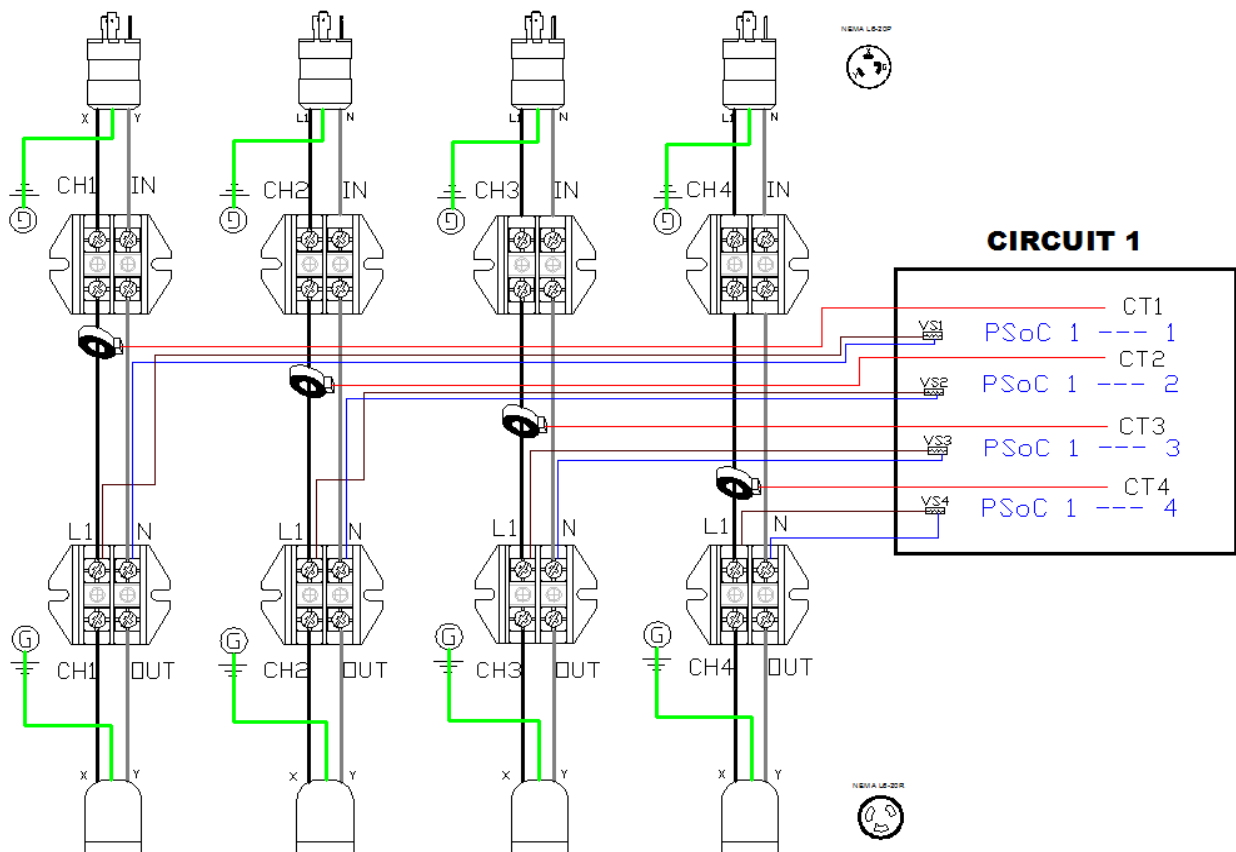 NEMA L6-20P
X Y L1 N L1 N L1 N
X
Y G
CH1 IN CH2 IN CH3 IN CH4 IN
G G G G
CIRCUIT 1
CT1
VS1 PSoC 1 --- 1
CT2
VS2 PSoC 1 --- 2
CT3
VS3 PSoC 1 --- 3
CT4
VS4 PSoC 1 --- 4
L1 N L1 N L1 N L1 N
G G G G
CH1 OUT CH2 OUT CH3 OUT CH4 OUT
X Y X Y X Y X Y
NEMA L6-20R